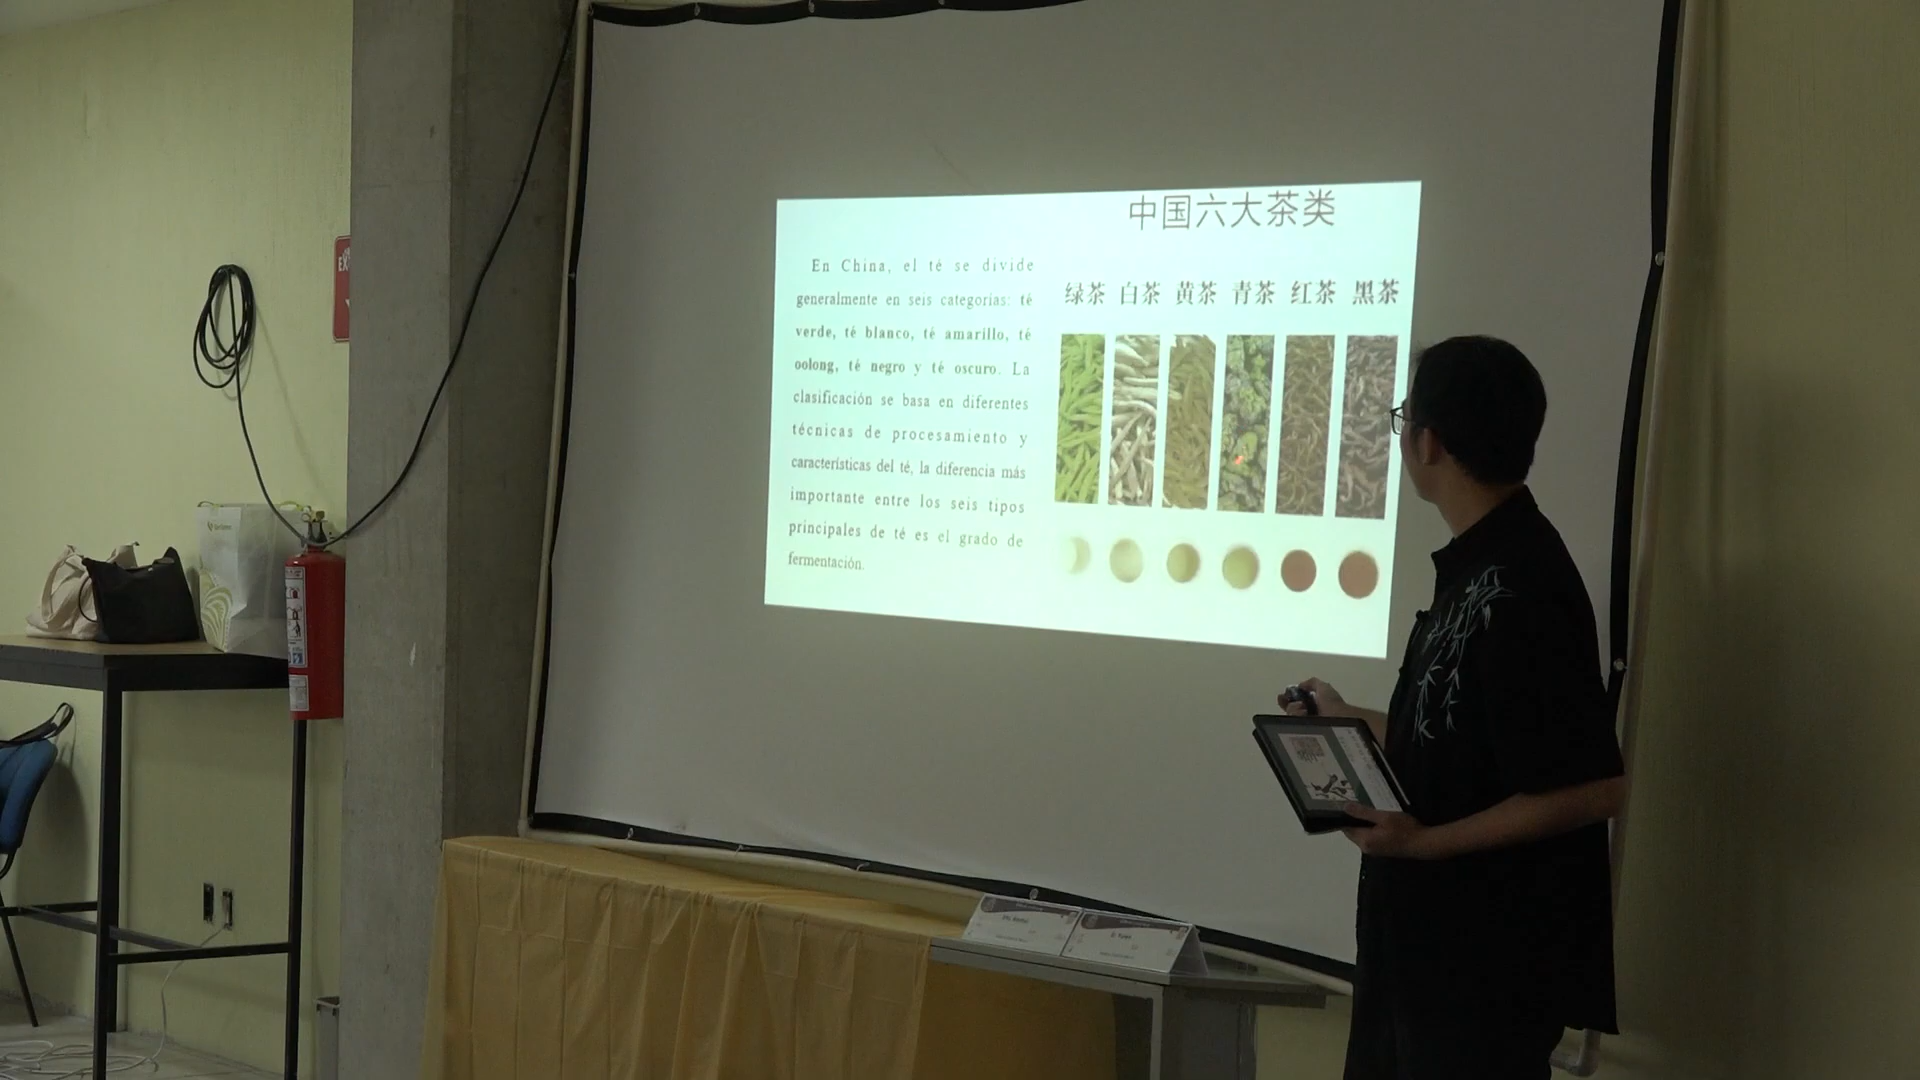 中国六大茶类
En China, el té se divide
generalmente en seis categorías: té
verde, té blanco, té amarillo, té
oolong, té negro y té oscuro. La
clasificación se basa en diferentes
técnicas de procesamiento y
características del té, la diferencia más
importante entre los seis tipos
principales de té es el grado de
fermentación.
绿茶 白茶 黄茶 青茶 红茶 黑茶